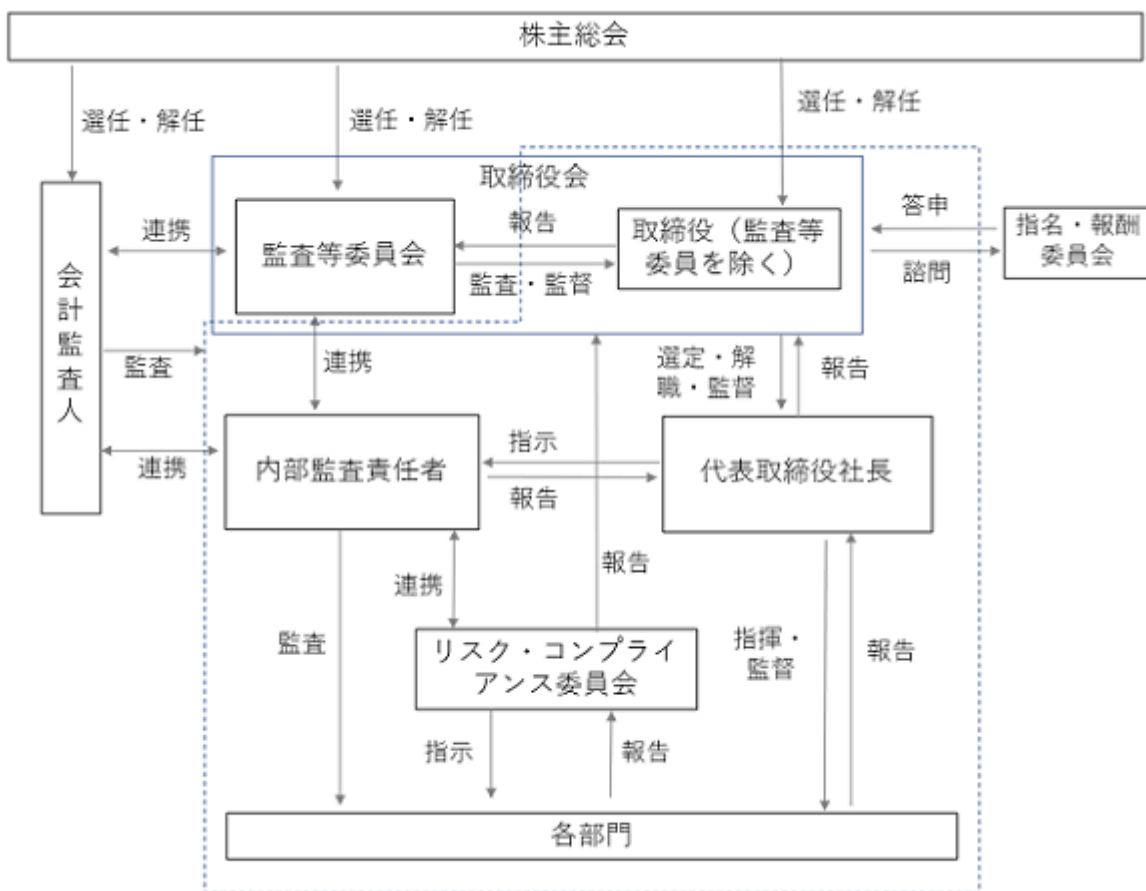 株主総会
選任・解任
選任・解任
選任・解任
取締役会
監査等委員会
報告
監査・監督
取締役（監査等
委員を除く）
答申
諮問
指名・報酬
委員会
連携
会計監査人
監査
連携
選定・解
職・監督
報告
連携
内部監査責任者
指示
報告
代表取締役社長
連携
報告
監査
リスク・コンプライ
アンス委員会
指揮・
監督
報告
指示
報告
各部門